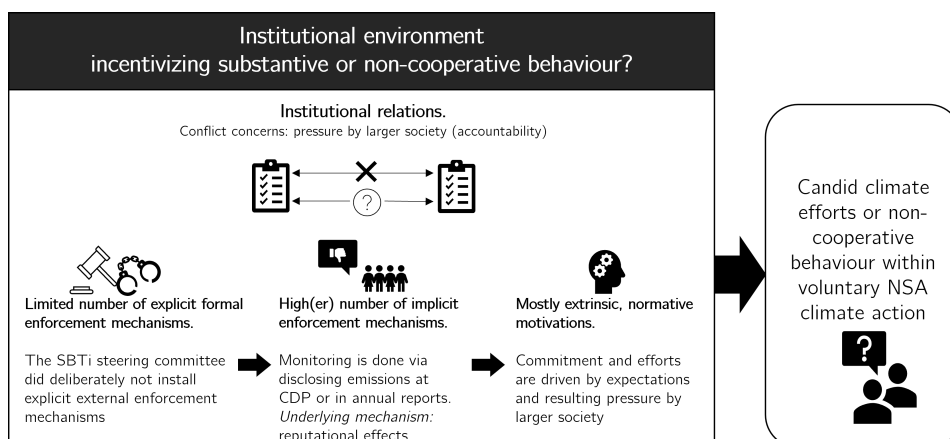 Institutional environment
incentivizing substantive or non-cooperative behaviour?
Institutional relations.
Conflict concerns: pressure by larger society (accountability)
?
Limited number of explicit formal
enforcement mechanisms.
The SBTi steering committee
did deliberately not install
explicit external enforcement
mechanisms
High(er) number of implicit
enforcement mechanisms.
Monitoring is done via
disclosing emissions at
CDP or in annual reports.
Underlying mechanism:
reputational effects
Mostly extrinsic, normative
motivations.
Commitment and efforts
are driven by expectations
and resulting pressure by
larger society
Candid climate
efforts or non-
cooperative
behaviour within
voluntary NSA
climate action
?